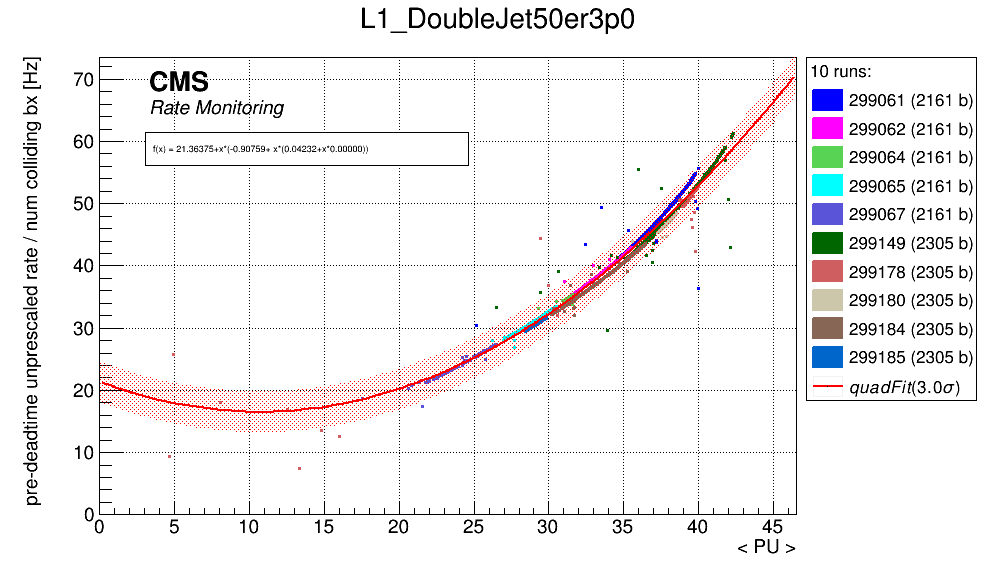 L1_DoubleJet50er3p0
pre-deadtime unprescaled rate / num colliding bx [Hz]
70
60
50
40
30
20
10
0
CMS
Rate Monitoring
f(x) = 21.36375+x*(-0.90759+ x*(0.04232+x*0.00000))
0 5 10 15 20 25 30 35 40 45
< PU >
10 runs:
299061 (2161 b)
299062 (2161 b)
299064 (2161 b)
299065 (2161 b)
299067 (2161 b)
299149 (2305 b)
299178 (2305 b)
299180 (2305 b)
299184 (2305 b)
299185 (2305 b)
quadFit(3.0σ)